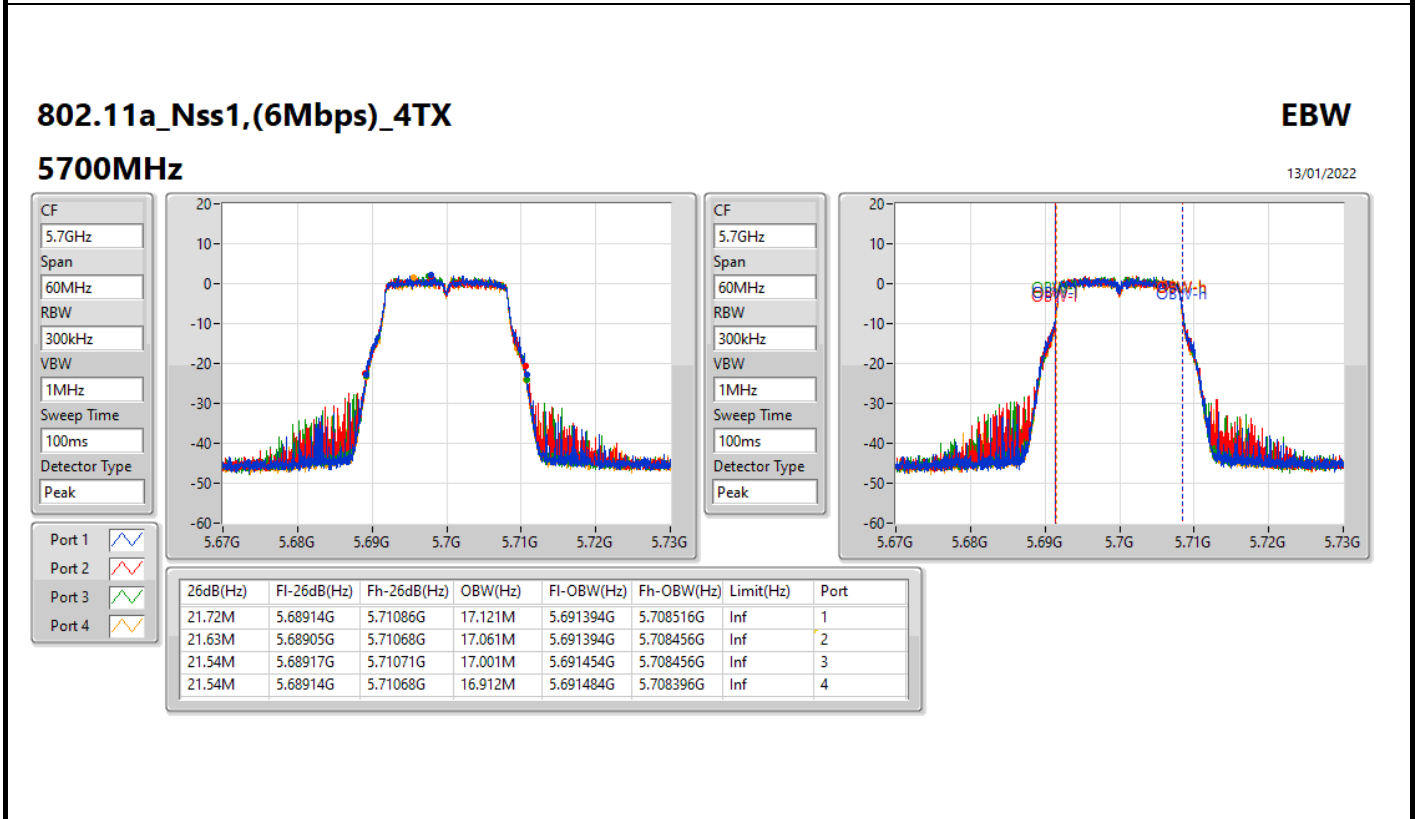 802.11a_Nss1,(6Mbps)_4TX
EBW
5700MHz
13/01/2022
CF
5.7GHz
Span
60MHz
RBW
300kHz
VBW
1MHz
Sweep Time
100ms
Detector Type
Peak
20
10
0
-10
-20
-30
-40
-50
-60
5.67G 5.68G 5.69G 5.7G 5.71G 5.72G 5.73G
CF
5.7GHz
Span
60MHz
RBW
300kHz
VBW
1MHz
Sweep Time
100ms
Detector Type
Peak
20
10
0
-10
-20
-30
-40
-50
-60
OBW-l
OBW-h
5.67G 5.68G 5.69G 5.7G 5.71G 5.72G 5.73G
Port 1
Port 2
Port 3
Port 4
26dB(Hz) Fl-26dB(Hz) Fh-26dB(Hz) OBW(Hz) Fl-OBW(Hz) Fh-OBW(Hz) Limit(Hz) Port
21.72M 5.68914G 5.71086G 17.121M 5.691394G 5.708516G Inf 1
21.63M 5.68905G 5.71068G 17.061M 5.691394G 5.708456G Inf 2
21.54M 5.68917G 5.71071G 17.001M 5.691454G 5.708456G Inf 3
21.54M 5.68914G 5.71068G 16.912M 5.691484G 5.708396G Inf 4